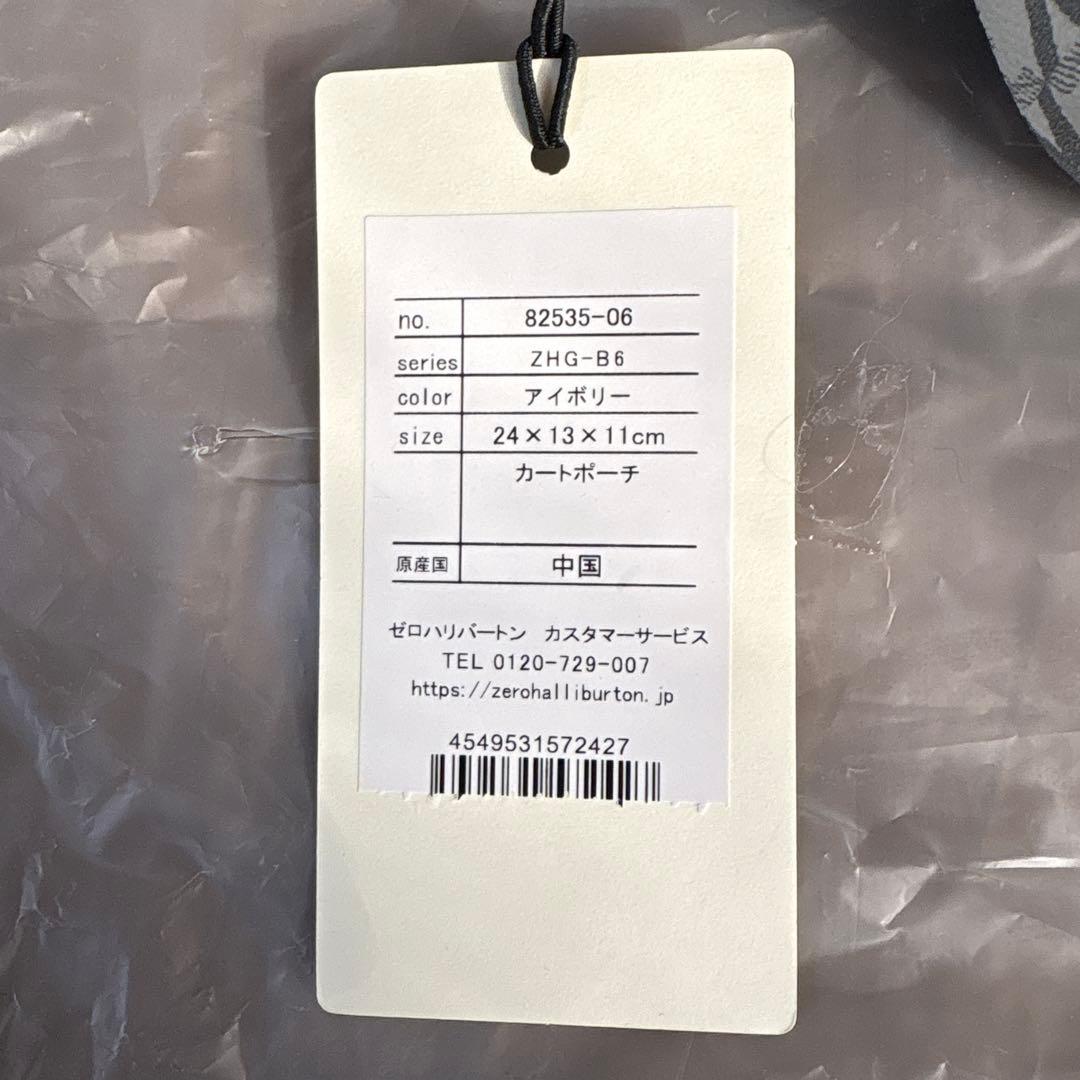 no. 82535-06
series ZHG-B6
color アイボリー
size 24×13×11cm
カートポーチ
原産国 中国
ゼロハリバートン カスタマーサービス
TEL 0120-729-007
https://zerohalliburton.jp
4549531572427